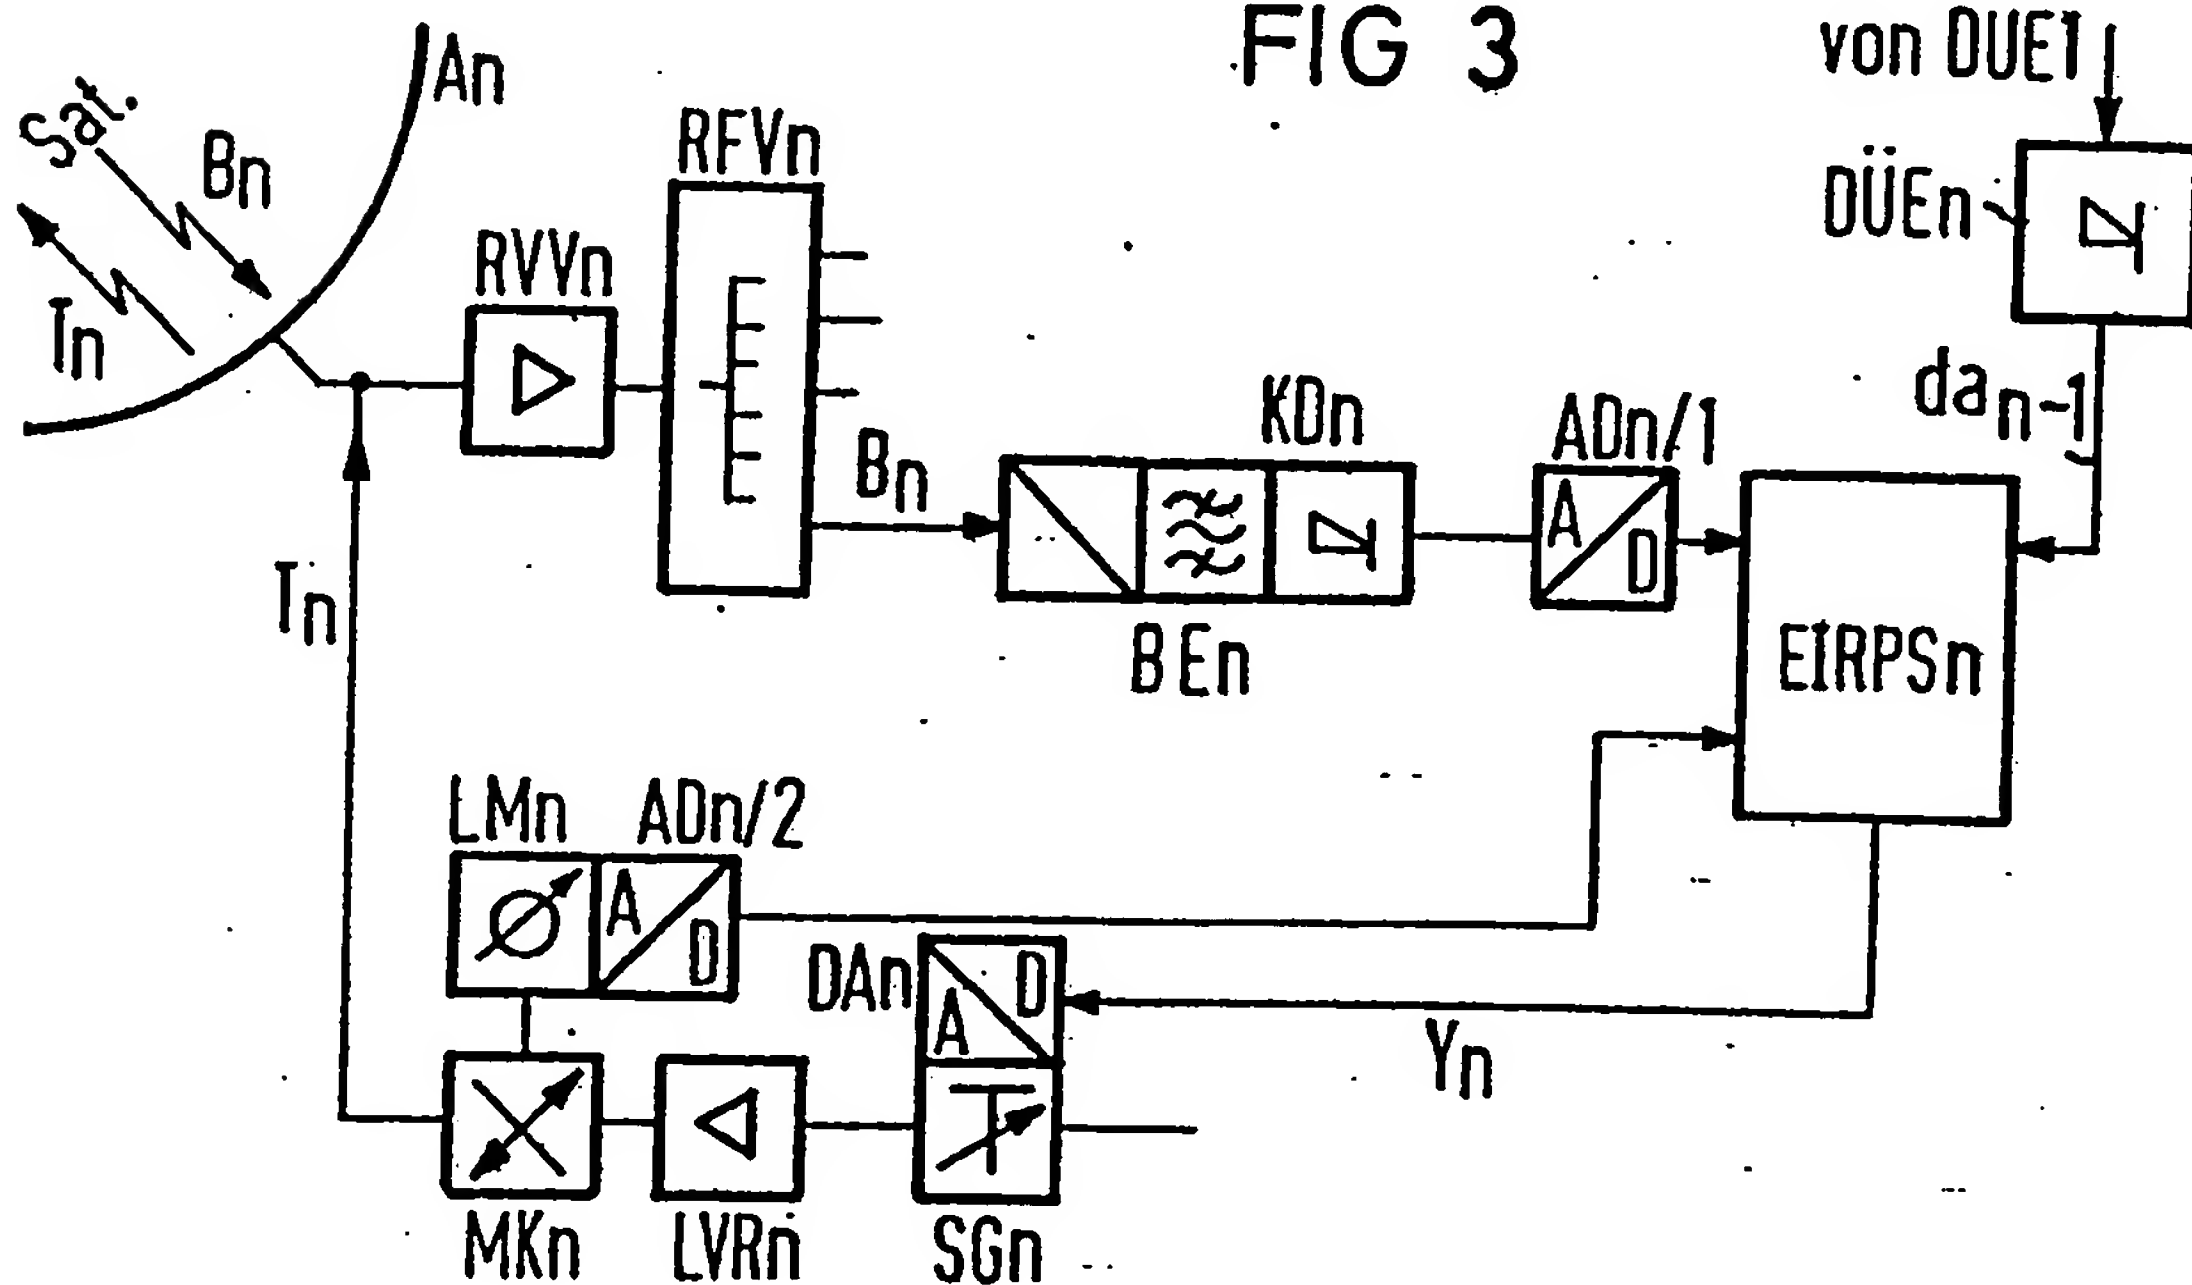 FIG 3
von DUE1
An
Sat.
Bn
Tn
RFVn
RVVn
DÜEn
dan-1
KDn
ADn/1
Bn
A
D
BEn
EIRPSn
Tn
LMn
ADn/2
A
D
DAn
D
A
Yn
MKn
LVRn
SGn